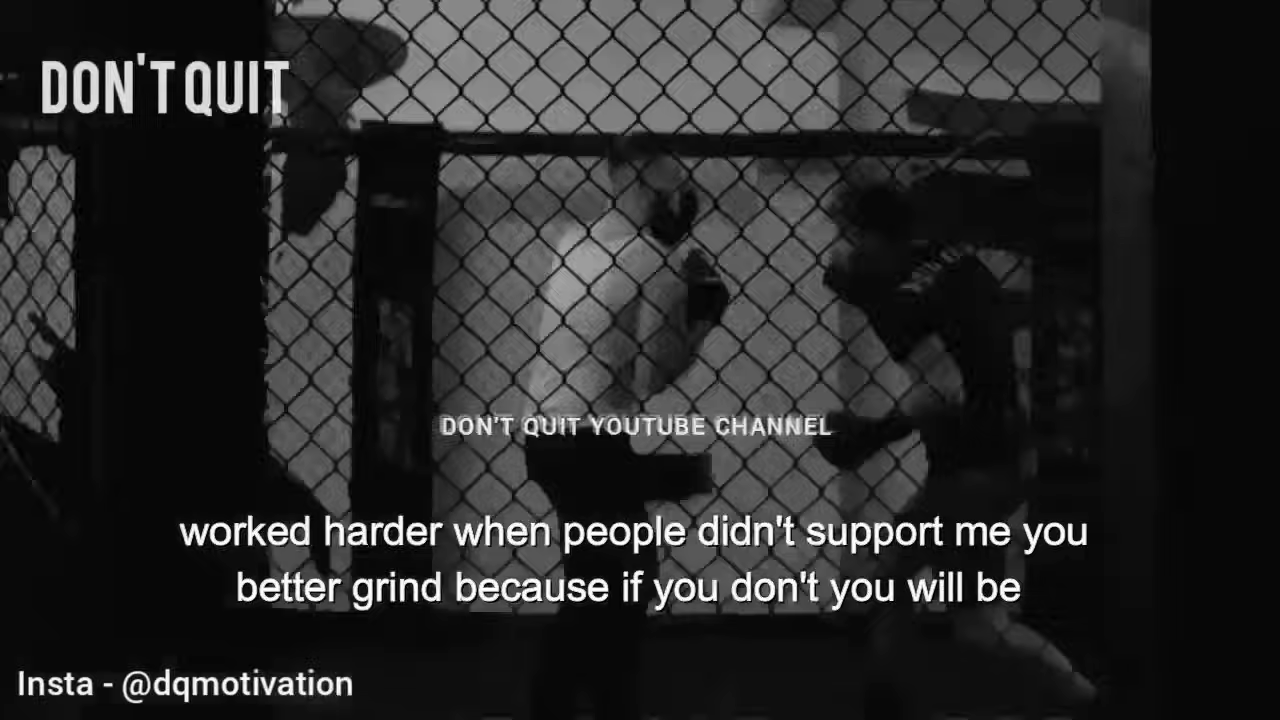 DON'T QUIT
DON'T QUIT YOUTUBE CHANNEL
worked harder when people didn't support me you
better grind because if you don't you will be
Insta - @dqmotivation